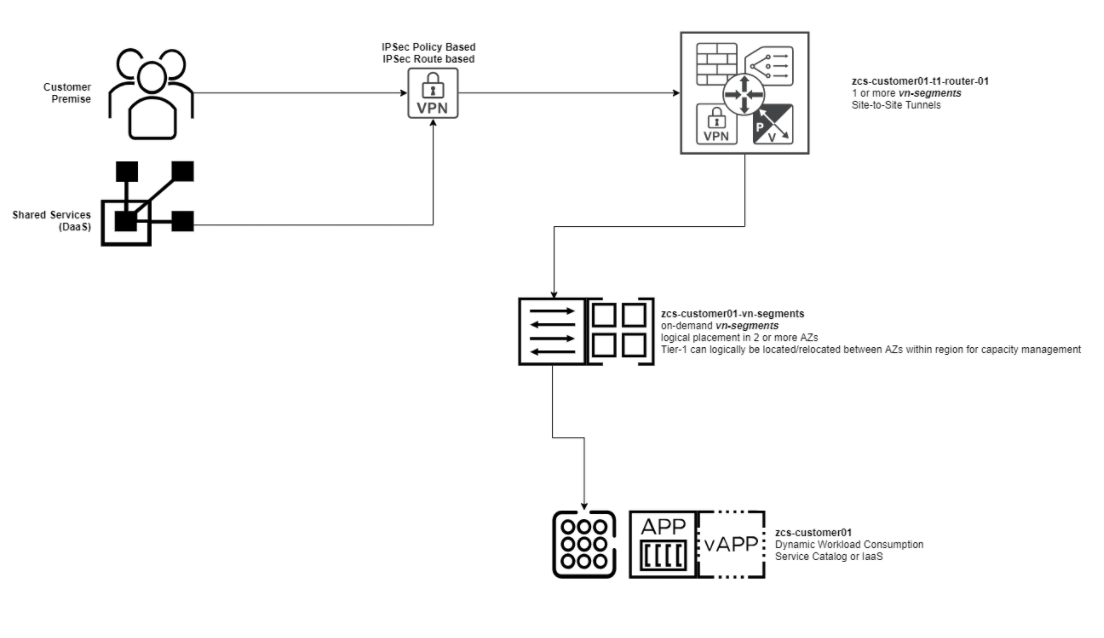 IPSec Policy Based
IPSec Route based
Customer
Premise
VPN
zcs-customer01-t1-router-01
1 or more vn-segments
Site-to-Site Tunnels
VPN
P
V
Shared Services
(DaaS)
zcs-customer01-vn-segments
on-demand vn-segments
logical placement in 2 or more AZs
Tier-1 can logically be located/relocated between AZs within region for capacity management
APP
vAPP
zcs-customer01
Dynamic Workload Consumption
Service Catalog or IaaS